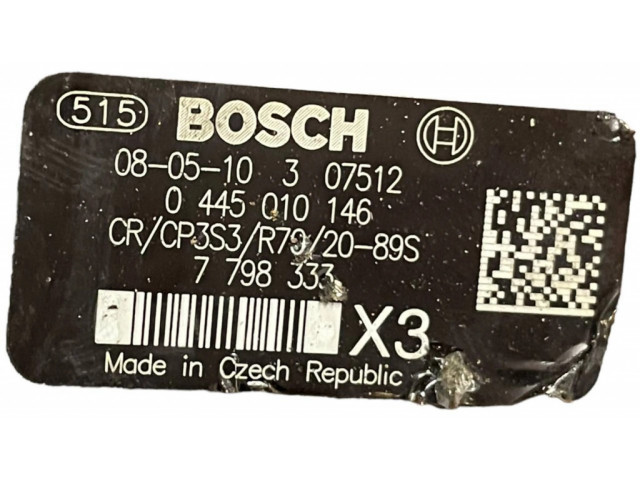 515 BOSCH
08-05-10 3 07512
0 445 010 146
CR/CP3S3/R70/20-89S
7 798 333
X3
Made in Czech Republic